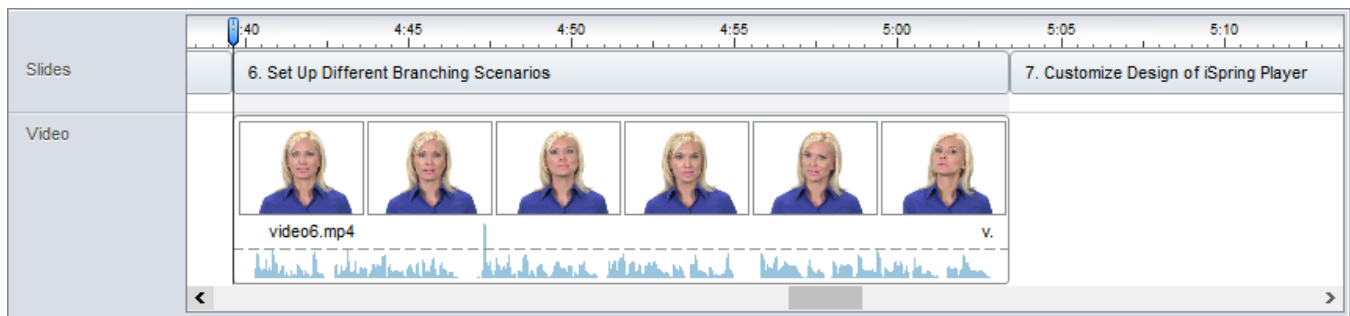 :40 4:45 4:50 4:55 5:00 5:05 5:10
Slides
6. Set Up Different Branching Scenarios
7. Customize Design of iSpring Player
Video
video6.mp4
v.